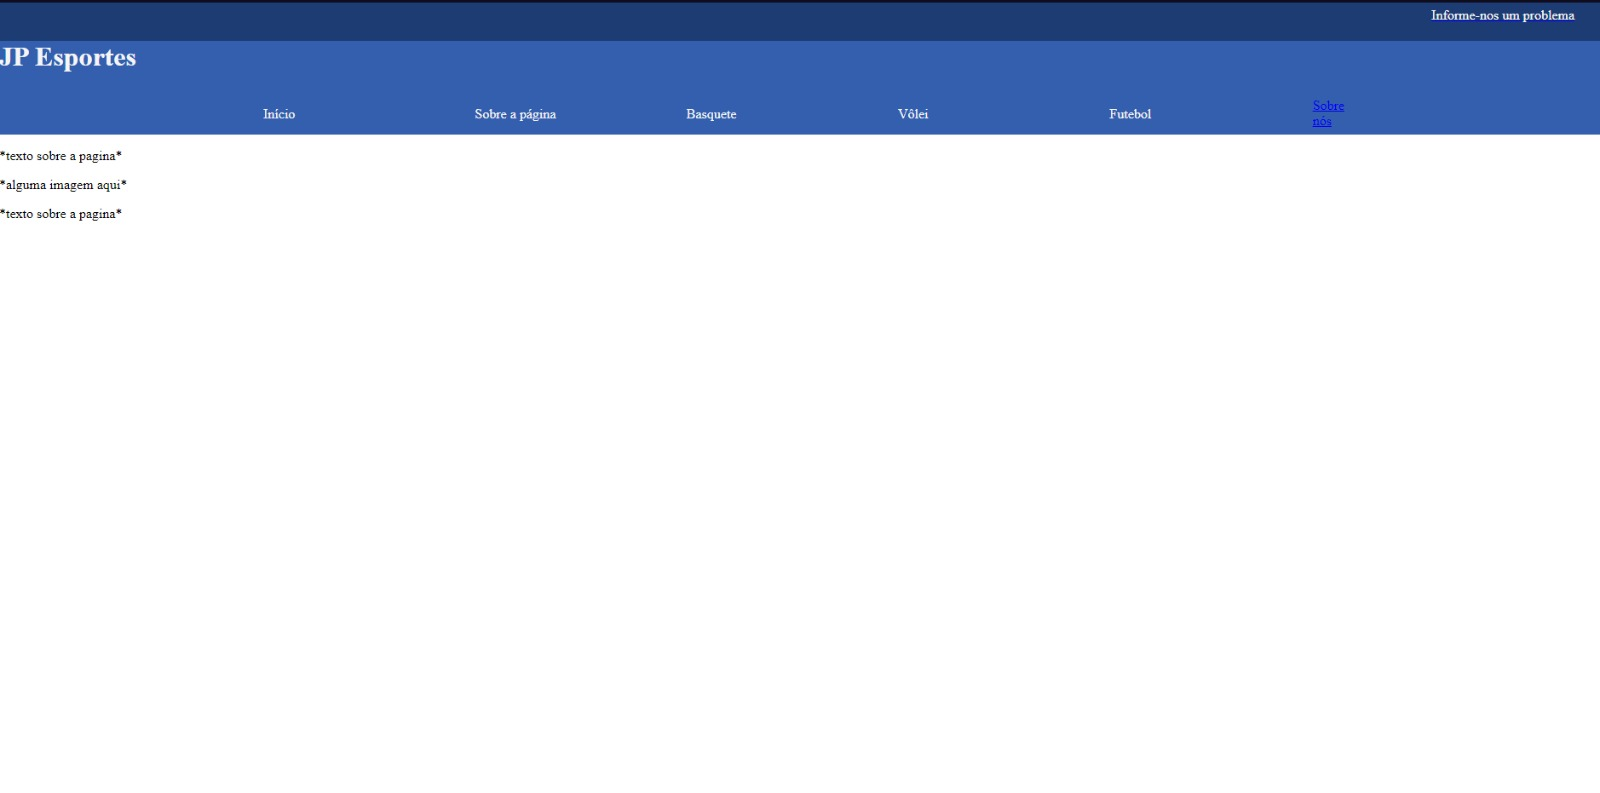 Informe-nos um problema
JP Esportes
Início Sobre a página Basquete Vôlei Futebol Sobre
nós
*texto sobre a pagina*
*alguma imagem aqui*
*texto sobre a pagina*